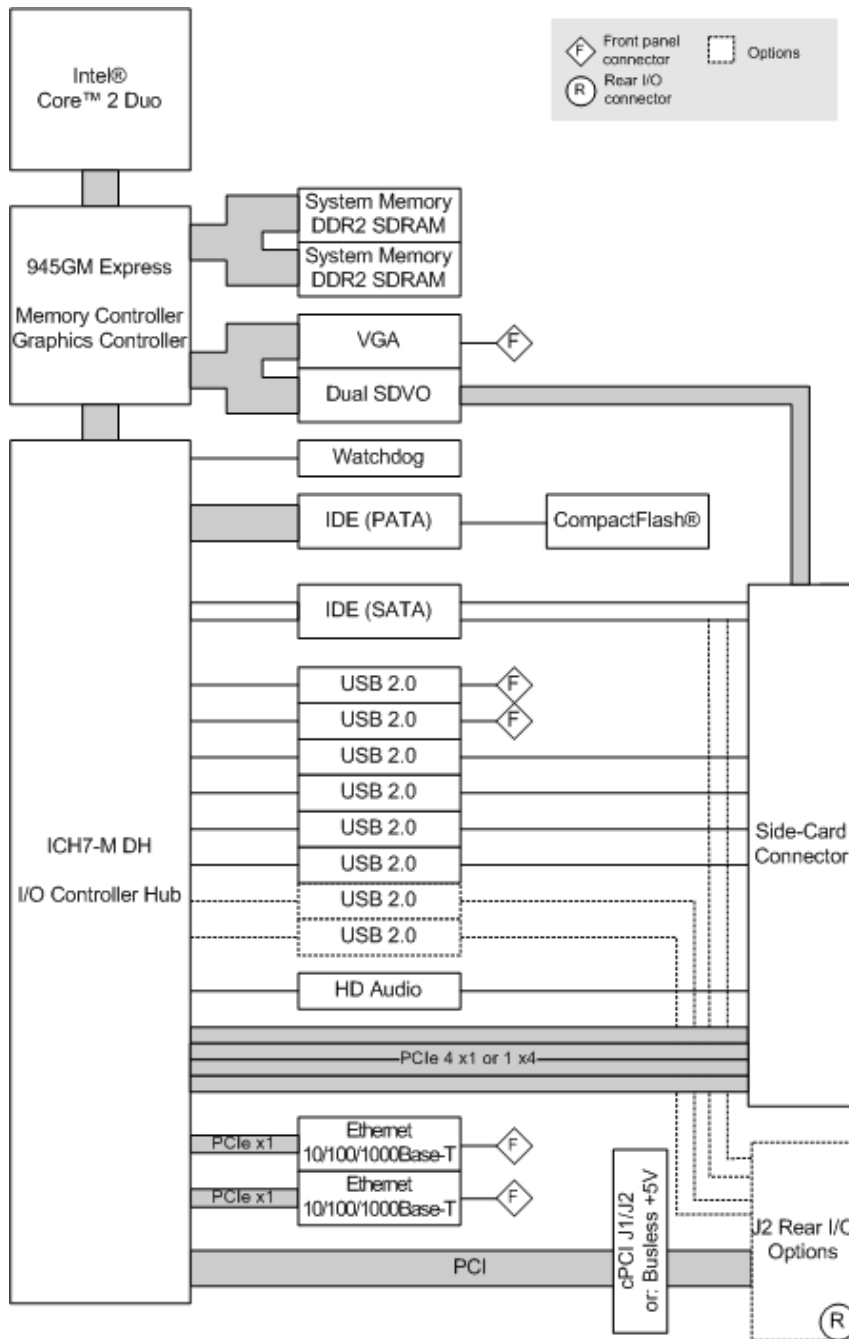 Intel®
Core™ 2 Duo
F
Front panel
connector
Options
R
Rear I/O
connector
945GM Express
Memory Controller
Graphics Controller
System Memory
DDR2 SDRAM
System Memory
DDR2 SDRAM
VGA
F
Dual SDVO
Watchdog
IDE (PATA)
CompactFlash®
IDE (SATA)
USB 2.0
F
USB 2.0
F
USB 2.0
USB 2.0
USB 2.0
USB 2.0
USB 2.0
USB 2.0
ICH7-M DH
I/O Controller Hub
Side-Card
Connector
HD Audio
PCIe 4 x1 or 1 x4
PCIe x1
Ethernet
10/100/1000Base-T
F
PCIe x1
Ethernet
10/100/1000Base-T
F
PCI
cPCI J1/J2
or: Busless +5V
J2 Rear I/O
Options
R